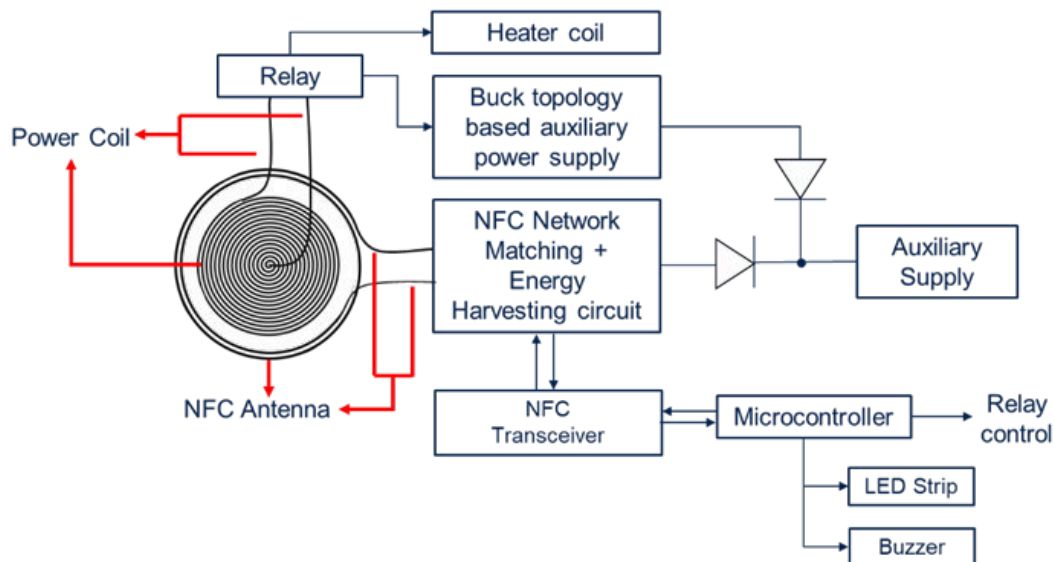 Heater coil
Relay
Buck topology
based auxiliary
power supply
Power Coil
NFC Network
Matching +
Energy
Harvesting circuit
Auxiliary
Supply
NFC Antenna
NFC
Transceiver
Microcontroller
Relay
control
LED Strip
Buzzer